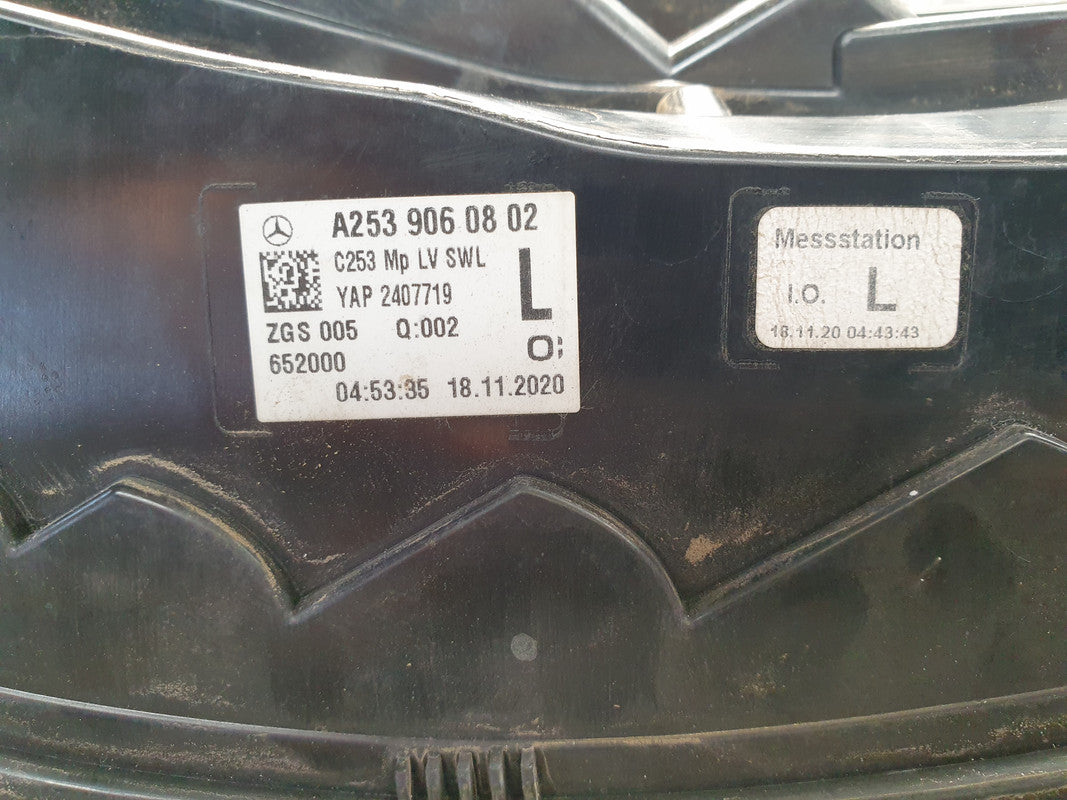 A253 906 08 02
C253 Mp LV SWL
L
YAP 2407719
ZGS 005 Q:002
652000
O;
04:53:35 18.11.2020
Messstation
I.O. L
18.11.20 04:43:43